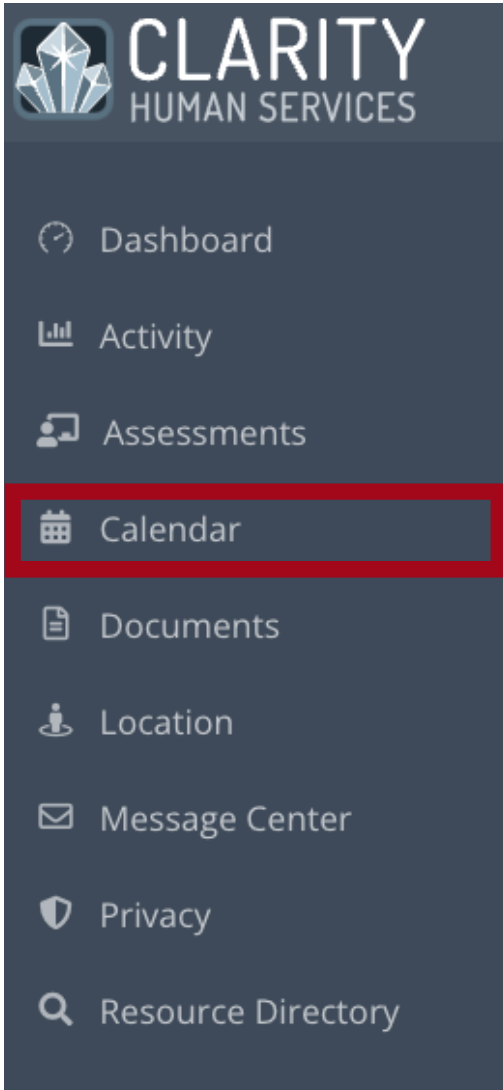 CLARITY
HUMAN SERVICES
Dashboard
Activity
Assessments
Calendar
Documents
Location
Message Center
Privacy
Resource Directory